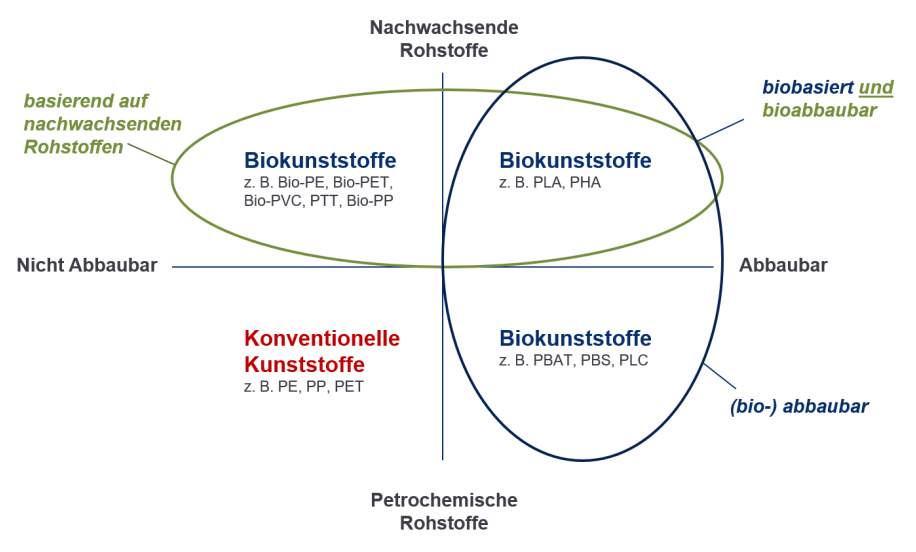 Nachwachsende
Rohstoffe
basierend auf
nachwachsenden
Rohstoffen
biobasiert und
bioabbaubar
Biokunststoffe
z. B. Bio-PE, Bio-PET,
Bio-PVC, PTT, Bio-PP
Biokunststoffe
z. B. PLA, PHA
Nicht Abbaubar
Abbaubar
Konventionelle
Kunststoffe
z. B. PE, PP, PET
Biokunststoffe
z. B. PBAT, PBS, PLC
(bio-) abbaubar
Petrochemische
Rohstoffe